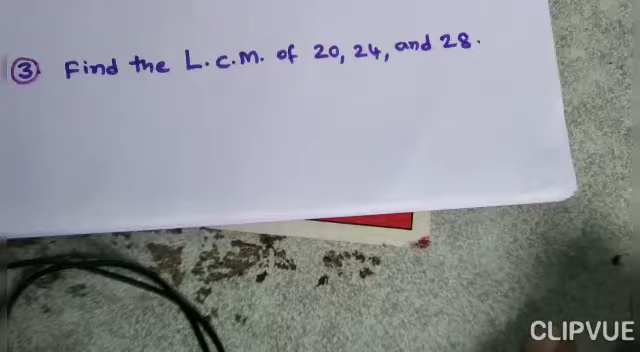 ③. Find the L.C.M. of 20, 24, and 28.
CLIPVUE